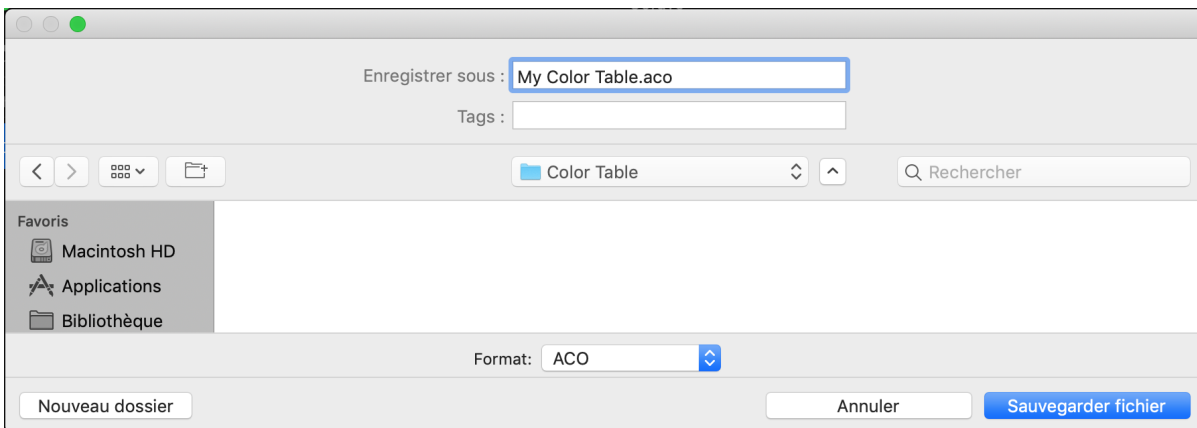 Enregistrer sous : My Color Table.aco
Tags :
Color Table
Rechercher
Favoris
Macintosh HD
Applications
Bibliothèque
Format: ACO
Nouveau dossier
Annuler
Sauvegarder fichier